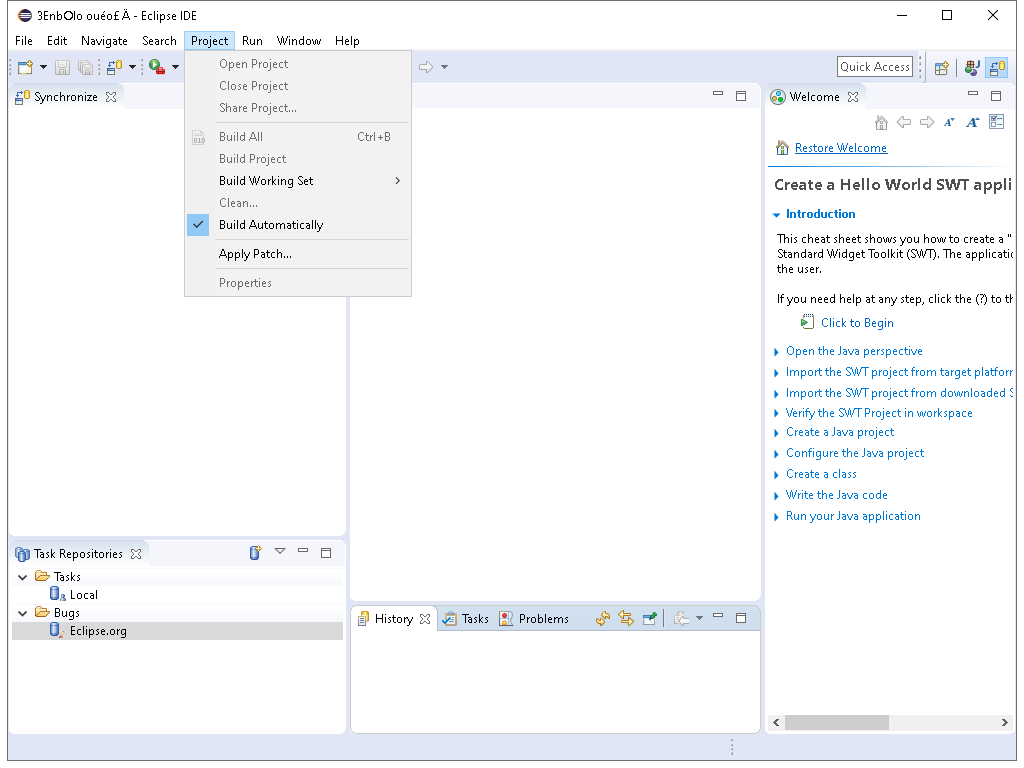 3EnbOlo ouéo£ Ä - Eclipse IDE
File Edit Navigate Search Project Run Window Help
Open Project
Close Project
Share Project...
Build All Ctrl+B
Build Project
Build Working Set
Clean...
Build Automatically
Apply Patch...
Properties
Quick Access
Synchronize
Welcome
Restore Welcome
Create a Hello World SWT appli
Introduction
This cheat sheet shows you how to create a "
Standard Widget Toolkit (SWT). The applicatic
the user.
If you need help at any step, click the (?) to th
Click to Begin
Open the Java perspective
Import the SWT project from target platforr
Import the SWT project from downloaded S
Verify the SWT Project in workspace
Create a Java project
Configure the Java project
Create a class
Write the Java code
Run your Java application
Task Repositories
Tasks
Local
Bugs
Eclipse.org
History Tasks Problems